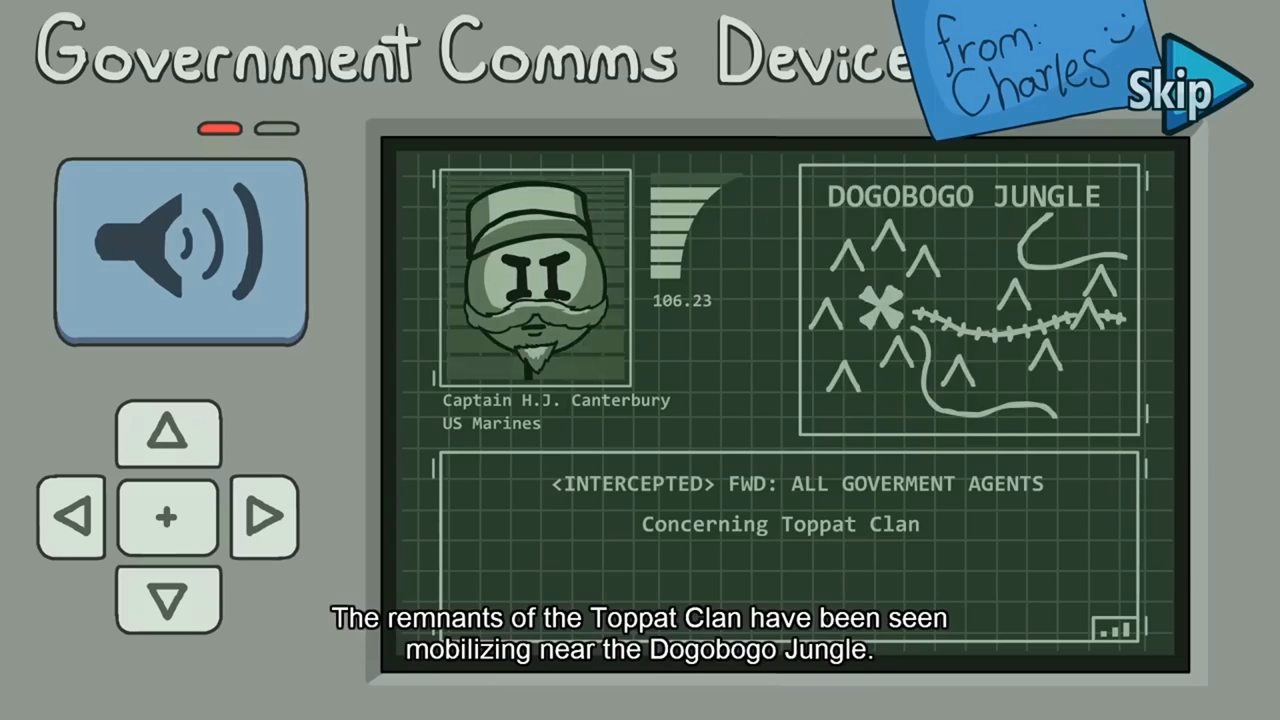 Government Comms Device
from:
Charles
Skip
DOGOBOGO JUNGLE
106.23
Captain H.J. Canterbury
US Marines
<INTERCEPTED> FWD: ALL GOVERMENT AGENTS
Concerning Toppat Clan
The remnants of the Toppat Clan have been seen
mobilizing near the Dogobogo Jungle.